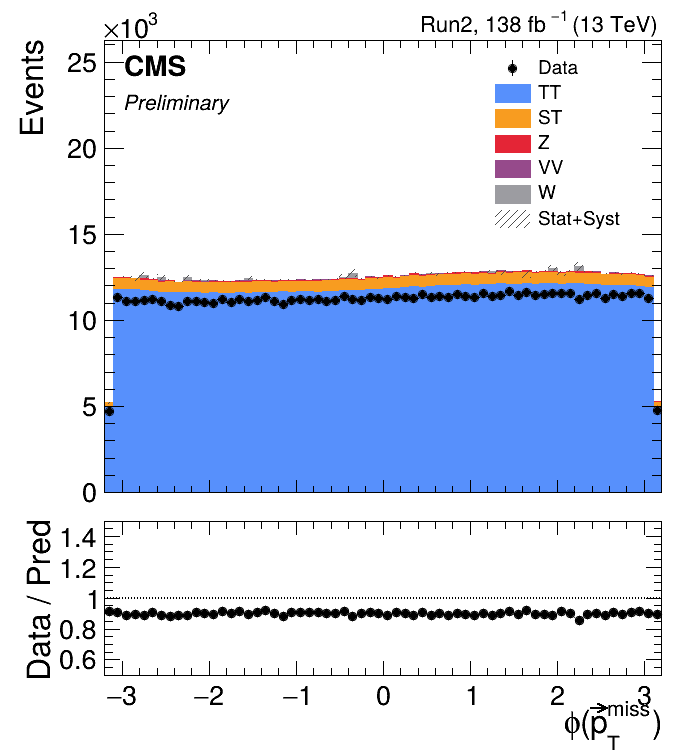 ×10³
Run2, 138 fb⁻¹ (13 TeV)
Events
CMS
Preliminary
Data
TT
ST
Z
VV
W
Stat+Syst
25
20
15
10
5
0
Data / Pred
1.4
1.2
1
0.8
0.6
−3 −2 −1 0 1 2 3
ϕ(p⃗_T^miss)